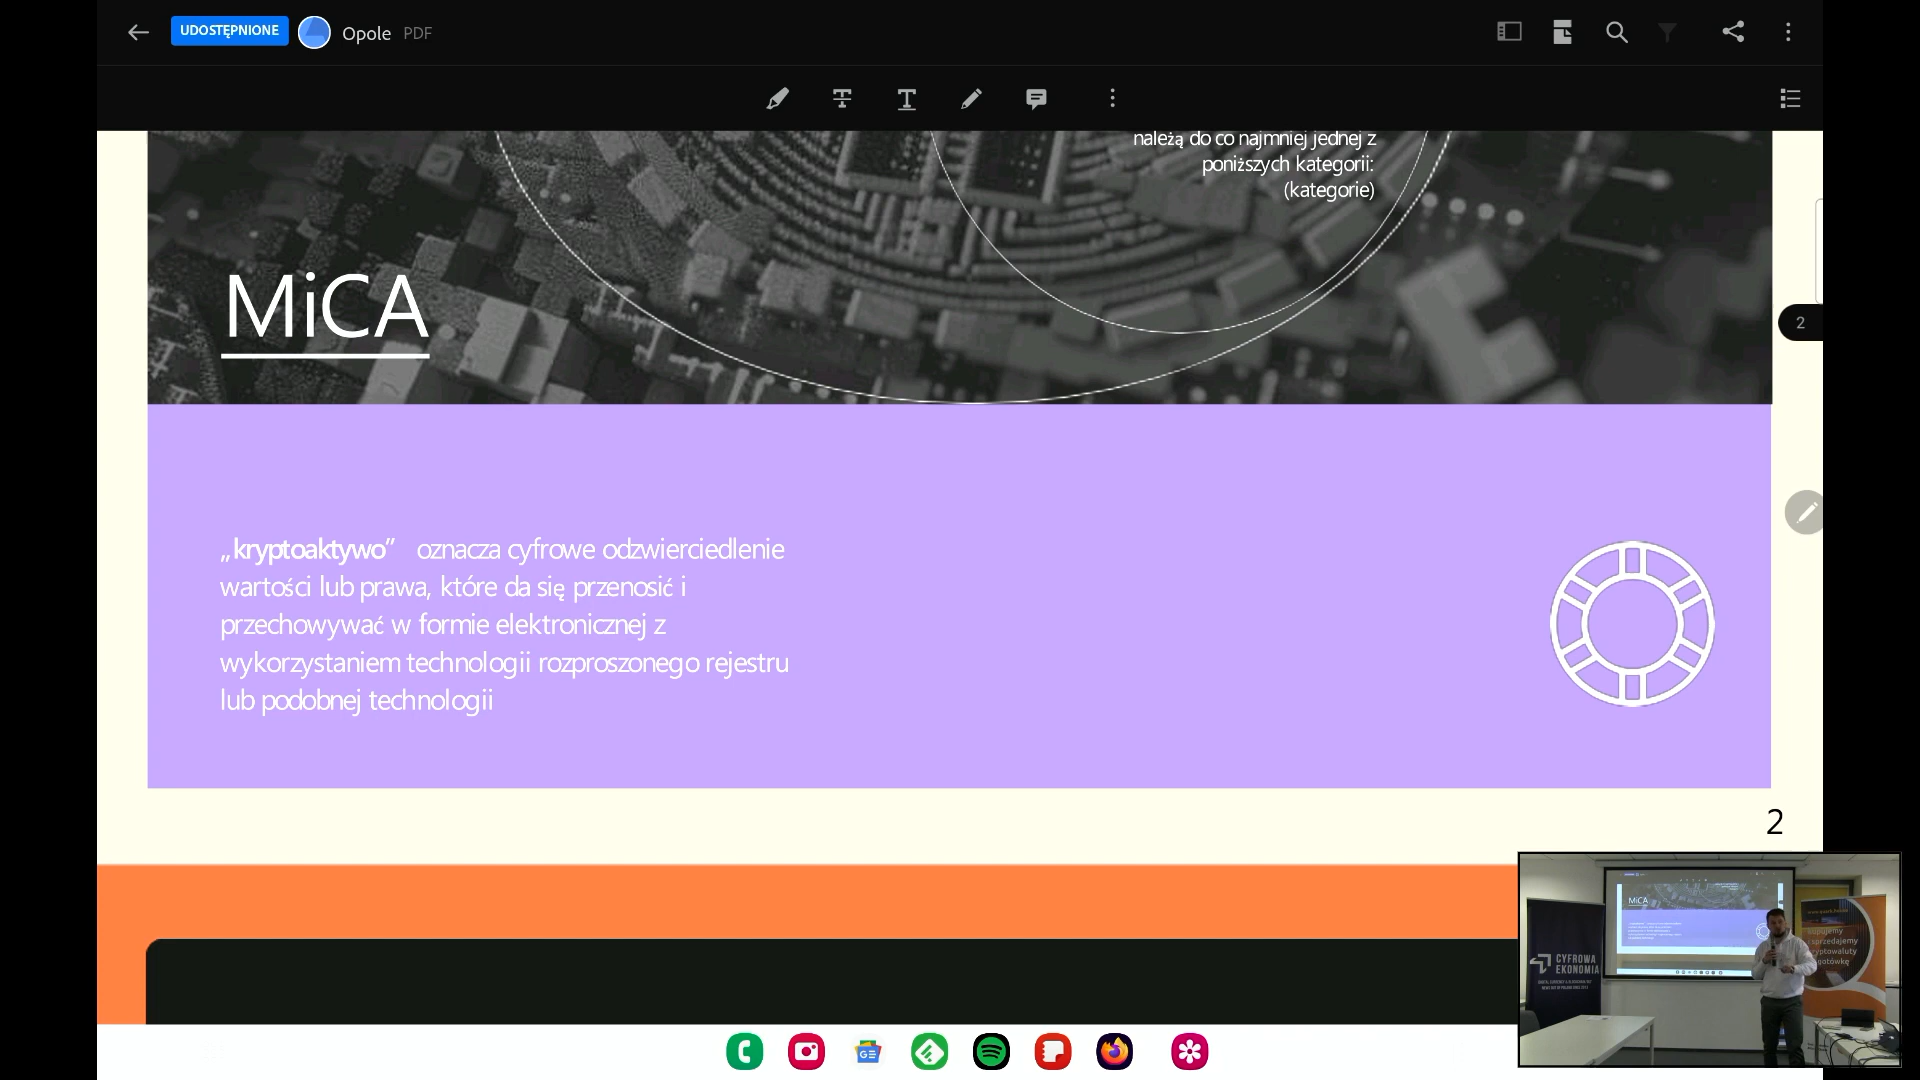 UDOSTĘPNIONE
Opole PDF
należą do co najmniej jednej z
poniższych kategorii:
(kategorie)
MiCA
2
„kryptoaktywo” oznacza cyfrowe odzwierciedlenie
wartości lub prawa, które da się przenosić i
przechowywać w formie elektronicznej z
wykorzystaniem technologii rozproszonego rejestru
lub podobnej technologii
2
GE
MiCA
CYFROWA
EKONOMIA